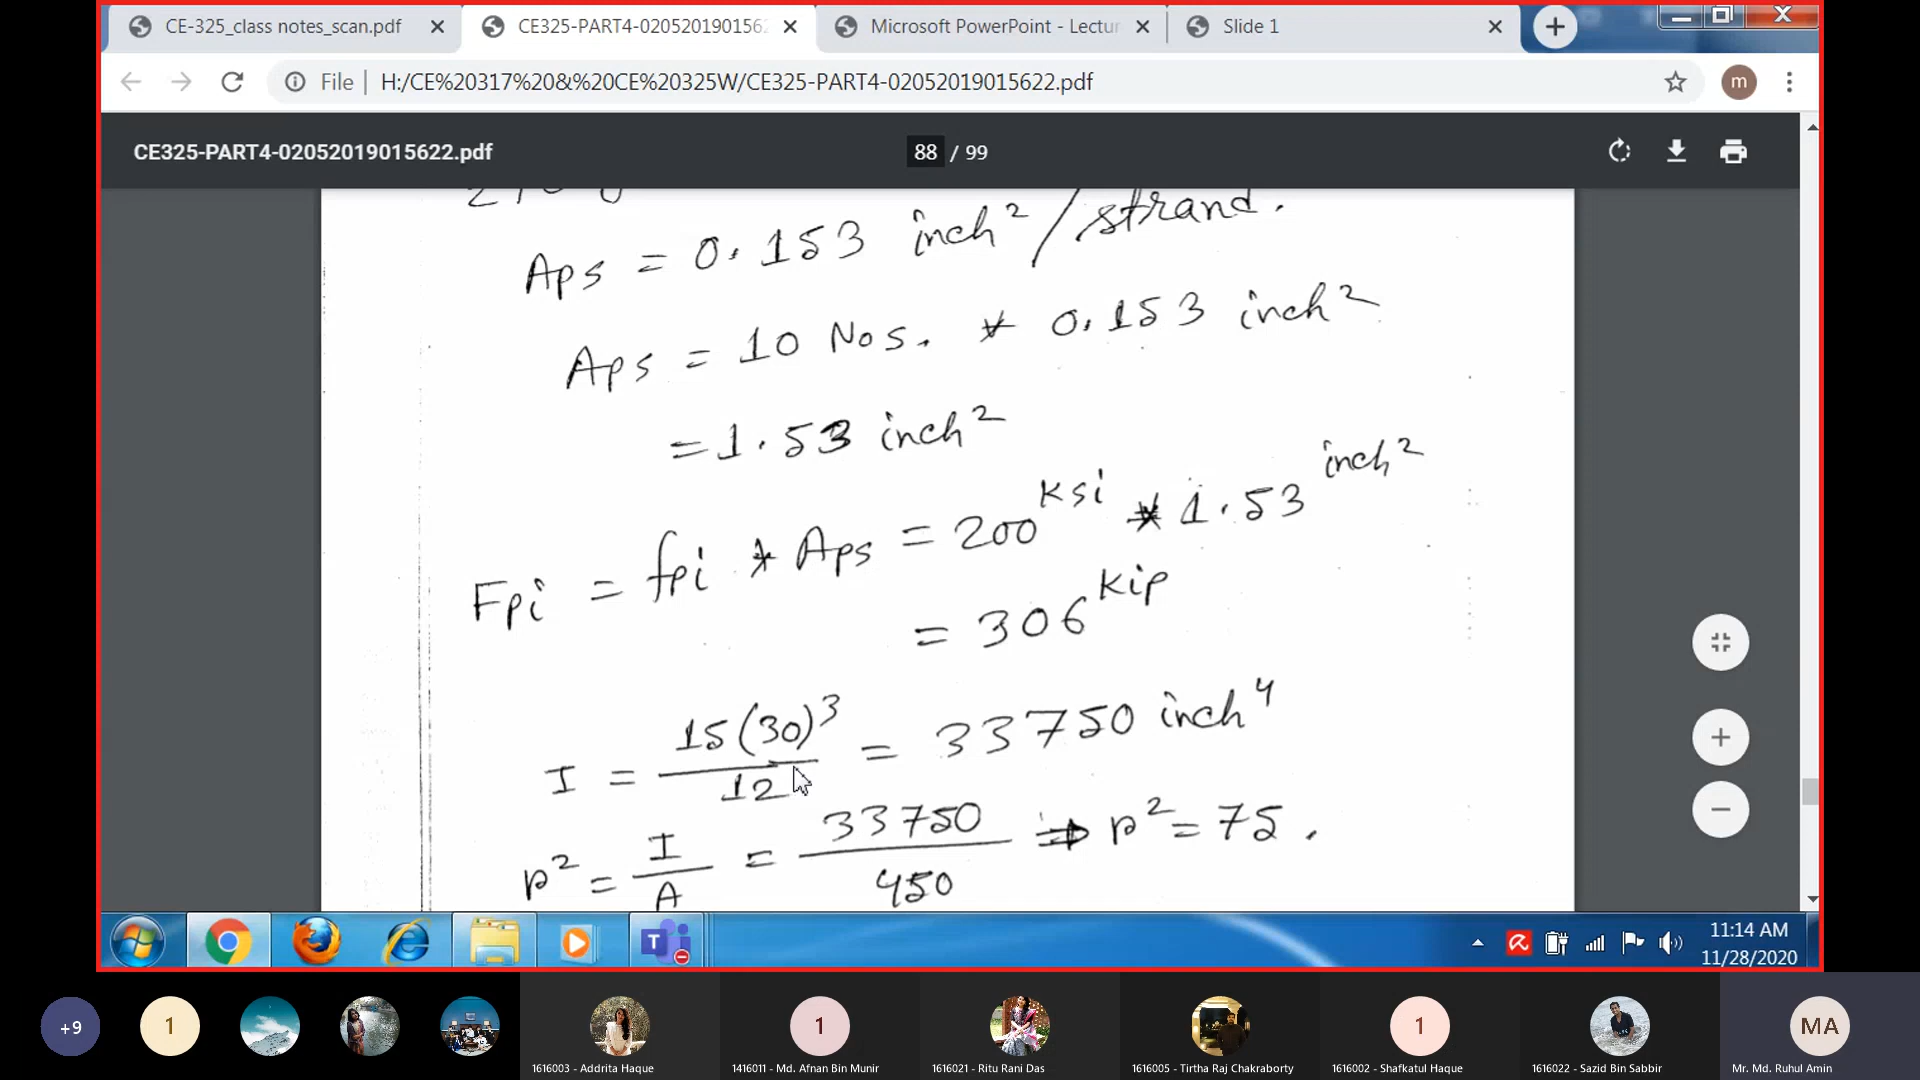 CE-325_class notes_scan.pdf
CE325-PART4-0205201901562
Microsoft PowerPoint - Lectur
Slide 1
File
H:/CE%20317%20&%20CE%20325W/CE325-PART4-02052019015622.pdf
m
CE325-PART4-02052019015622.pdf
88 / 99
Aps = 0.153 inch²/strand.
Aps = 10 Nos. * 0.153 inch²
= 1.53 inch²
Fpi = fpi * Aps = 200 ksi * 1.53 inch²
= 306 kip
I = 15(30)³ / 12 = 33750 inch⁴
r² = I / A = 33750 / 450 ⇒ r² = 75.
T
11:14 AM
11/28/2020
+9
1
1
1
MA
1616003 - Addrita Haque
1416011 - Md. Afnan Bin Munir
1616021 - Ritu Rani Das
1616005 - Tirtha Raj Chakraborty
1616002 - Shafkatul Haque
1616022 - Sazid Bin Sabbir
Mr. Md. Ruhul Amin